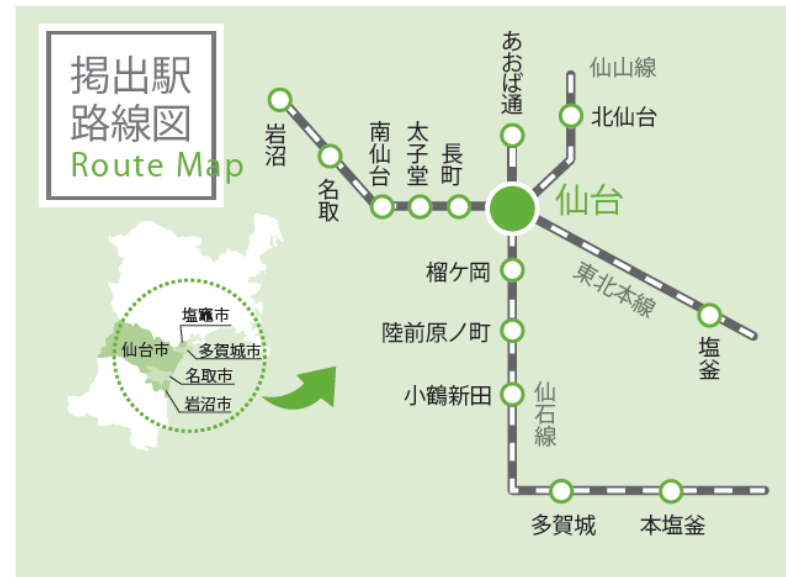 掲出駅
路線図
Route Map
あおば通
仙山線
北仙台
岩沼
名取
南仙台
太子堂
長町
仙台
榴ケ岡
東北本線
陸前原ノ町
塩釜
小鶴新田
仙石線
多賀城
本塩釜
塩竈市
仙台市
多賀城市
名取市
岩沼市